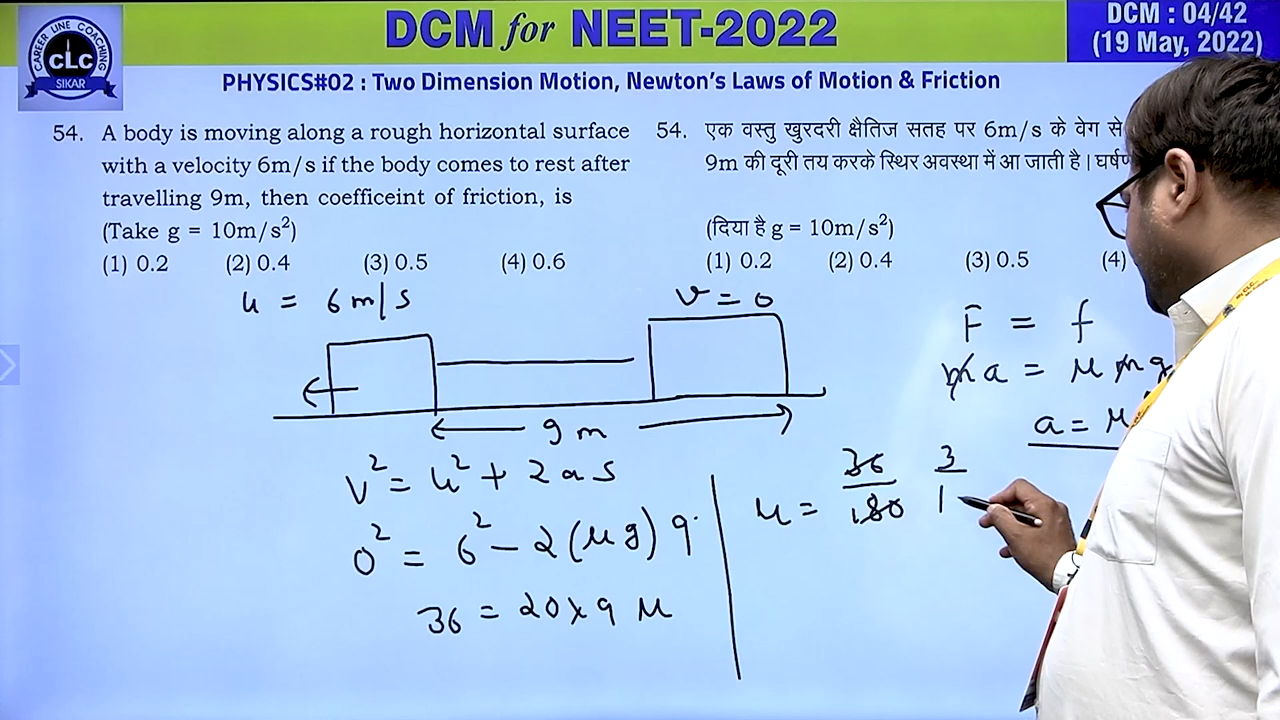 DCM for NEET-2022
DCM : 04/42
(19 May, 2022)
CAREER LINE COACHING
CLC
SIKAR
PHYSICS#02 : Two Dimension Motion, Newton's Laws of Motion & Friction
54. A body is moving along a rough horizontal surface
with a velocity 6m/s if the body comes to rest after
travelling 9m, then coefficeint of friction, is
(Take g = 10m/s²)
(1) 0.2 (2) 0.4 (3) 0.5 (4) 0.6
54. एक वस्तु खुरदरी क्षैतिज सतह पर 6m/s के वेग से
9m की दूरी तय करके स्थिर अवस्था में आ जाती है। घर्षण
(दिया है g = 10m/s²)
(1) 0.2 (2) 0.4 (3) 0.5 (4)
u = 6 m/s
v = 0
9 m
F = f
ma = μ mg
a = μ
v² = u² + 2as
0² = 6² - 2(μg) 9
36 = 20 x 9 μ
μ = 36/180 3/1